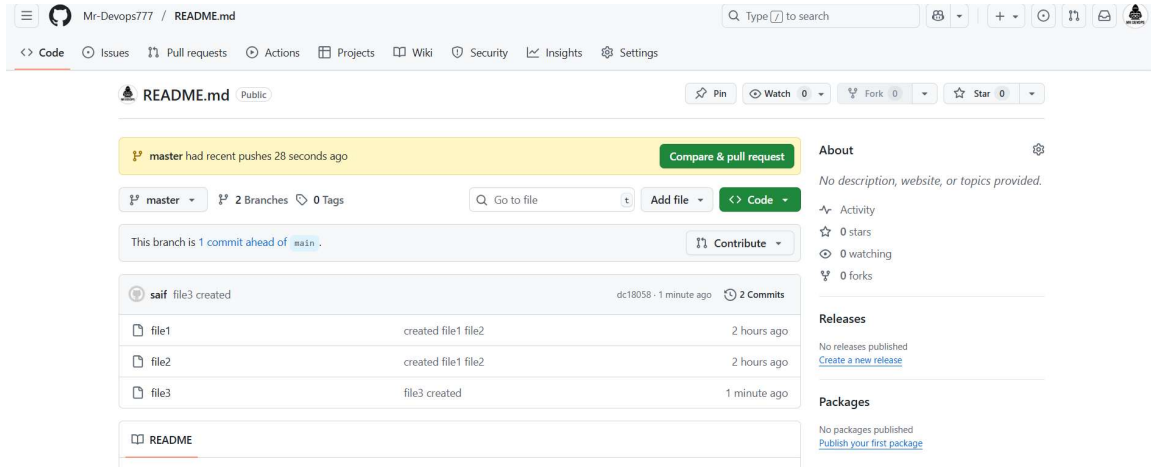 Mr-Devops777 / README.md
Type / to search
Code Issues Pull requests Actions Projects Wiki Security Insights Settings
README.md Public
Pin Watch 0 Fork 0 Star 0
master had recent pushes 28 seconds ago Compare & pull request
master 2 Branches 0 Tags Go to file t Add file Code
This branch is 1 commit ahead of main. Contribute
saif file3 created dc18058 · 1 minute ago 2 Commits
file1 created file1 file2 2 hours ago
file2 created file1 file2 2 hours ago
file3 file3 created 1 minute ago
README
About
No description, website, or topics provided.
Activity
0 stars
0 watching
0 forks
Releases
No releases published
Create a new release
Packages
No packages published
Publish your first package